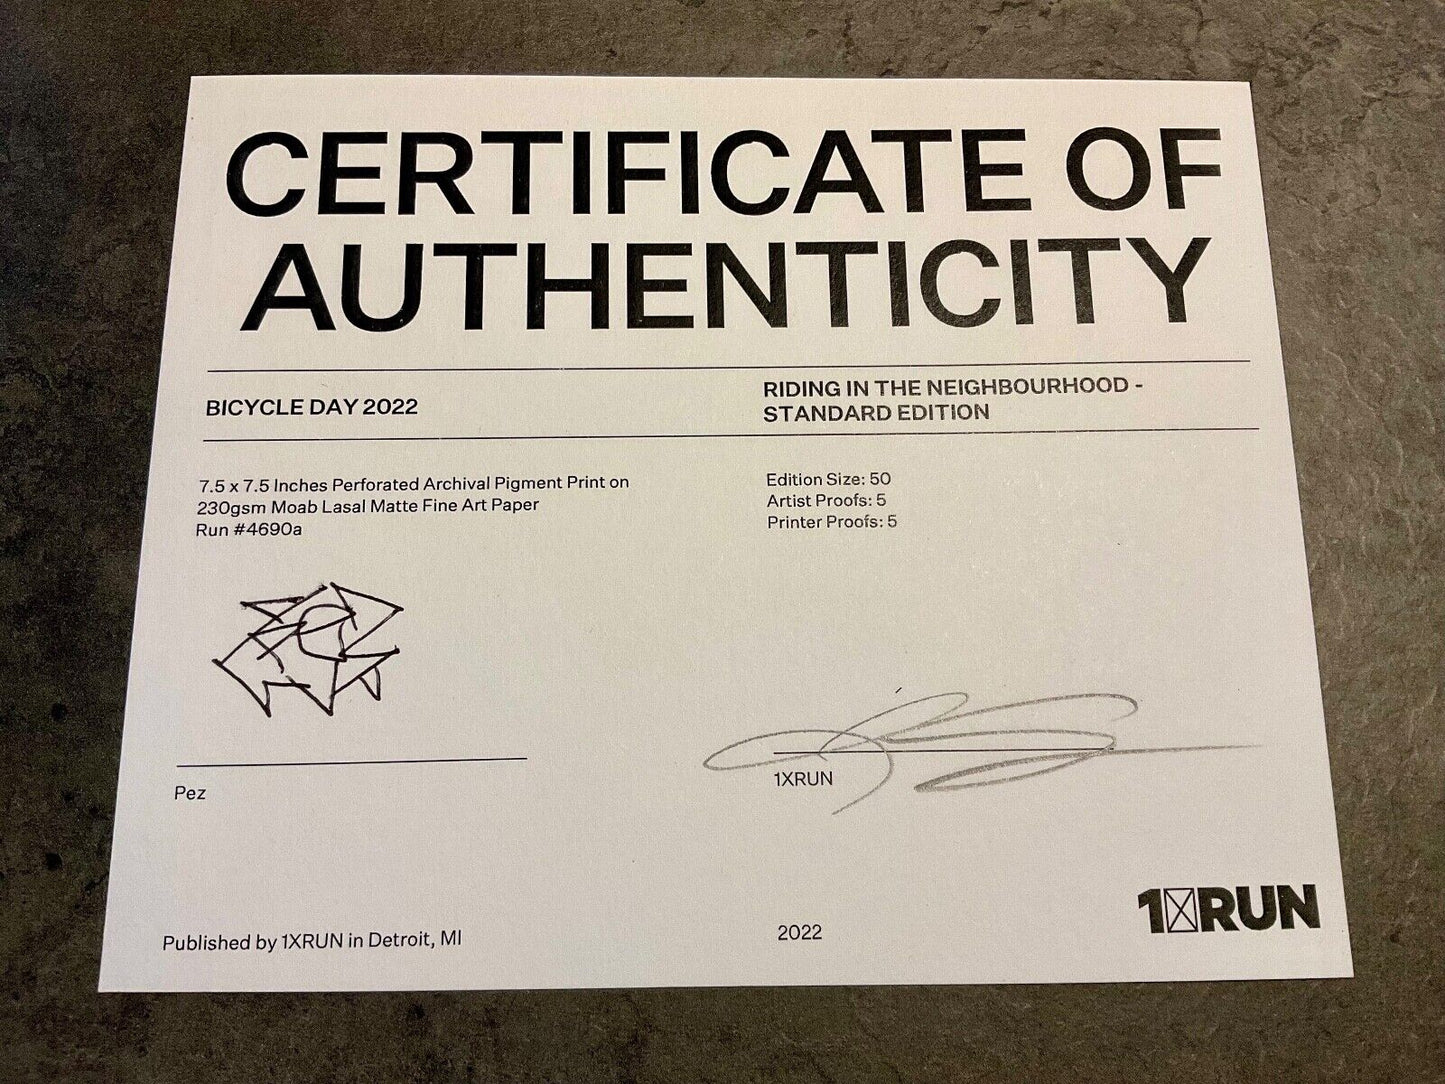 CERTIFICATE OF
AUTHENTICITY
BICYCLE DAY 2022
RIDING IN THE NEIGHBOURHOOD -
STANDARD EDITION
7.5 x 7.5 Inches Perforated Archival Pigment Print on
230gsm Moab Lasal Matte Fine Art Paper
Run #4690a
Edition Size: 50
Artist Proofs: 5
Printer Proofs: 5
Pez
1XRUN
Published by 1XRUN in Detroit, MI
2022
1XRUN